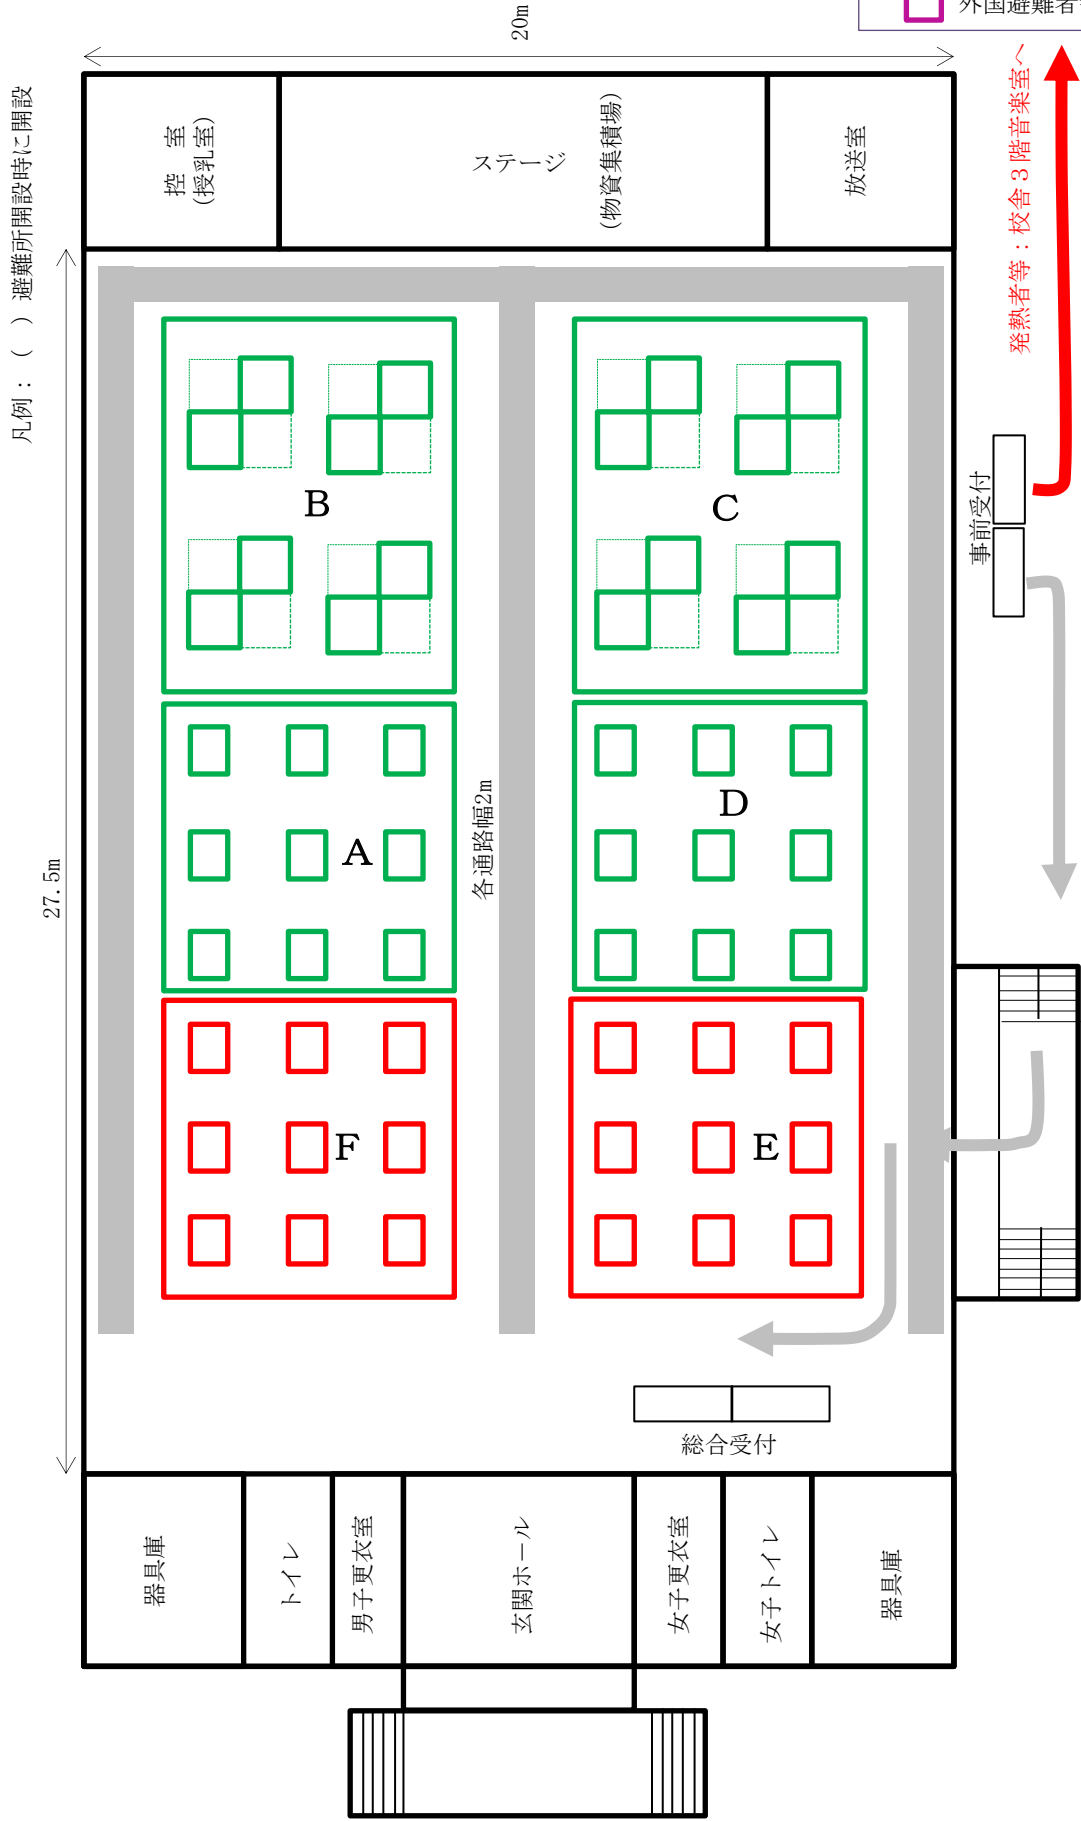 外国避難者
20m
凡例：（　）避難所開設時に開設
控　室
(授乳室)
ステージ
(物資集積場)
放送室
発熱者等：校舎３階音楽室へ
事前受付
B
C
各通路幅2m
A
D
27.5m
F
E
総合受付
器具庫
トイレ
男子更衣室
玄関ホール
女子更衣室
女子トイレ
器具庫